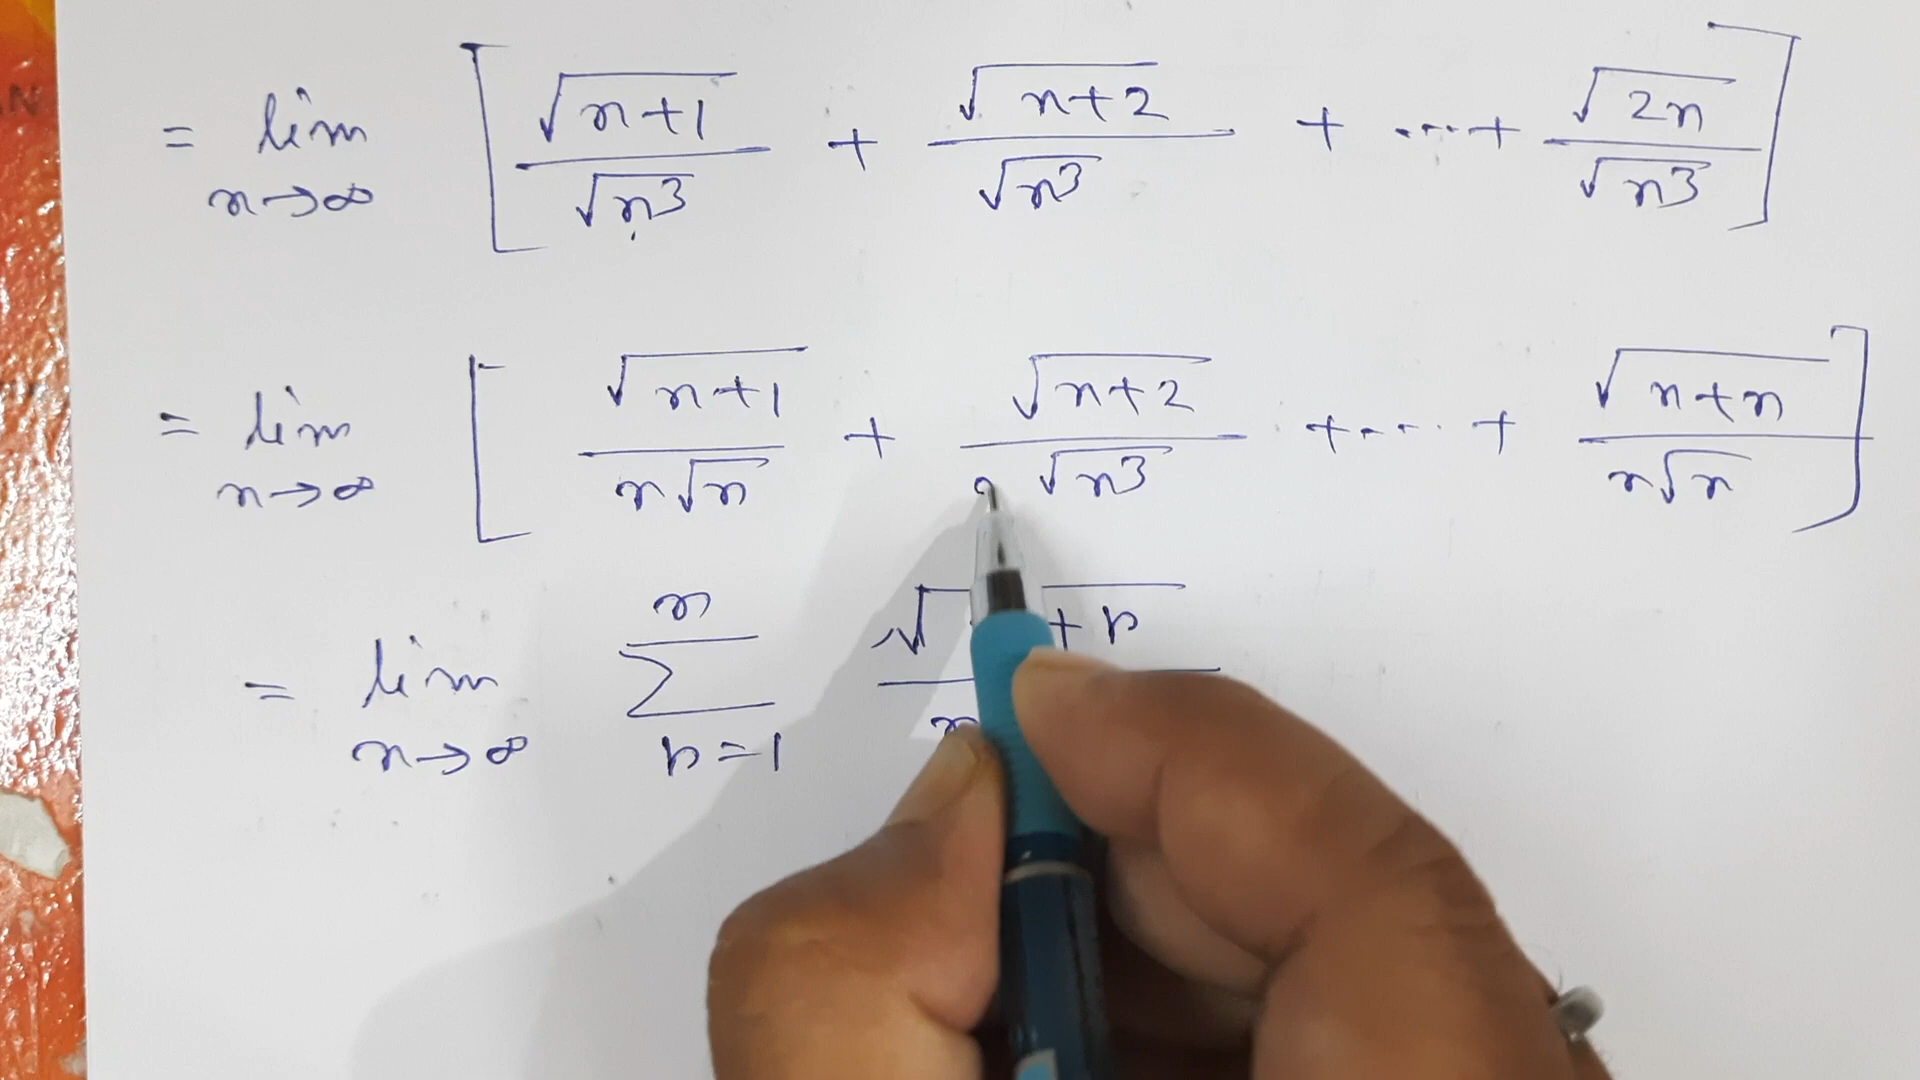 = lim n→∞ [ √(n+1)/√n³ + √(n+2)/√n³ + ....+ √(2n)/√n³ ]
= lim n→∞ [ √(n+1)/n√n + √(n+2)/√n³ +....+ √(n+n)/n√n ]
= lim n→∞ n Σ r=1 √ + r / n